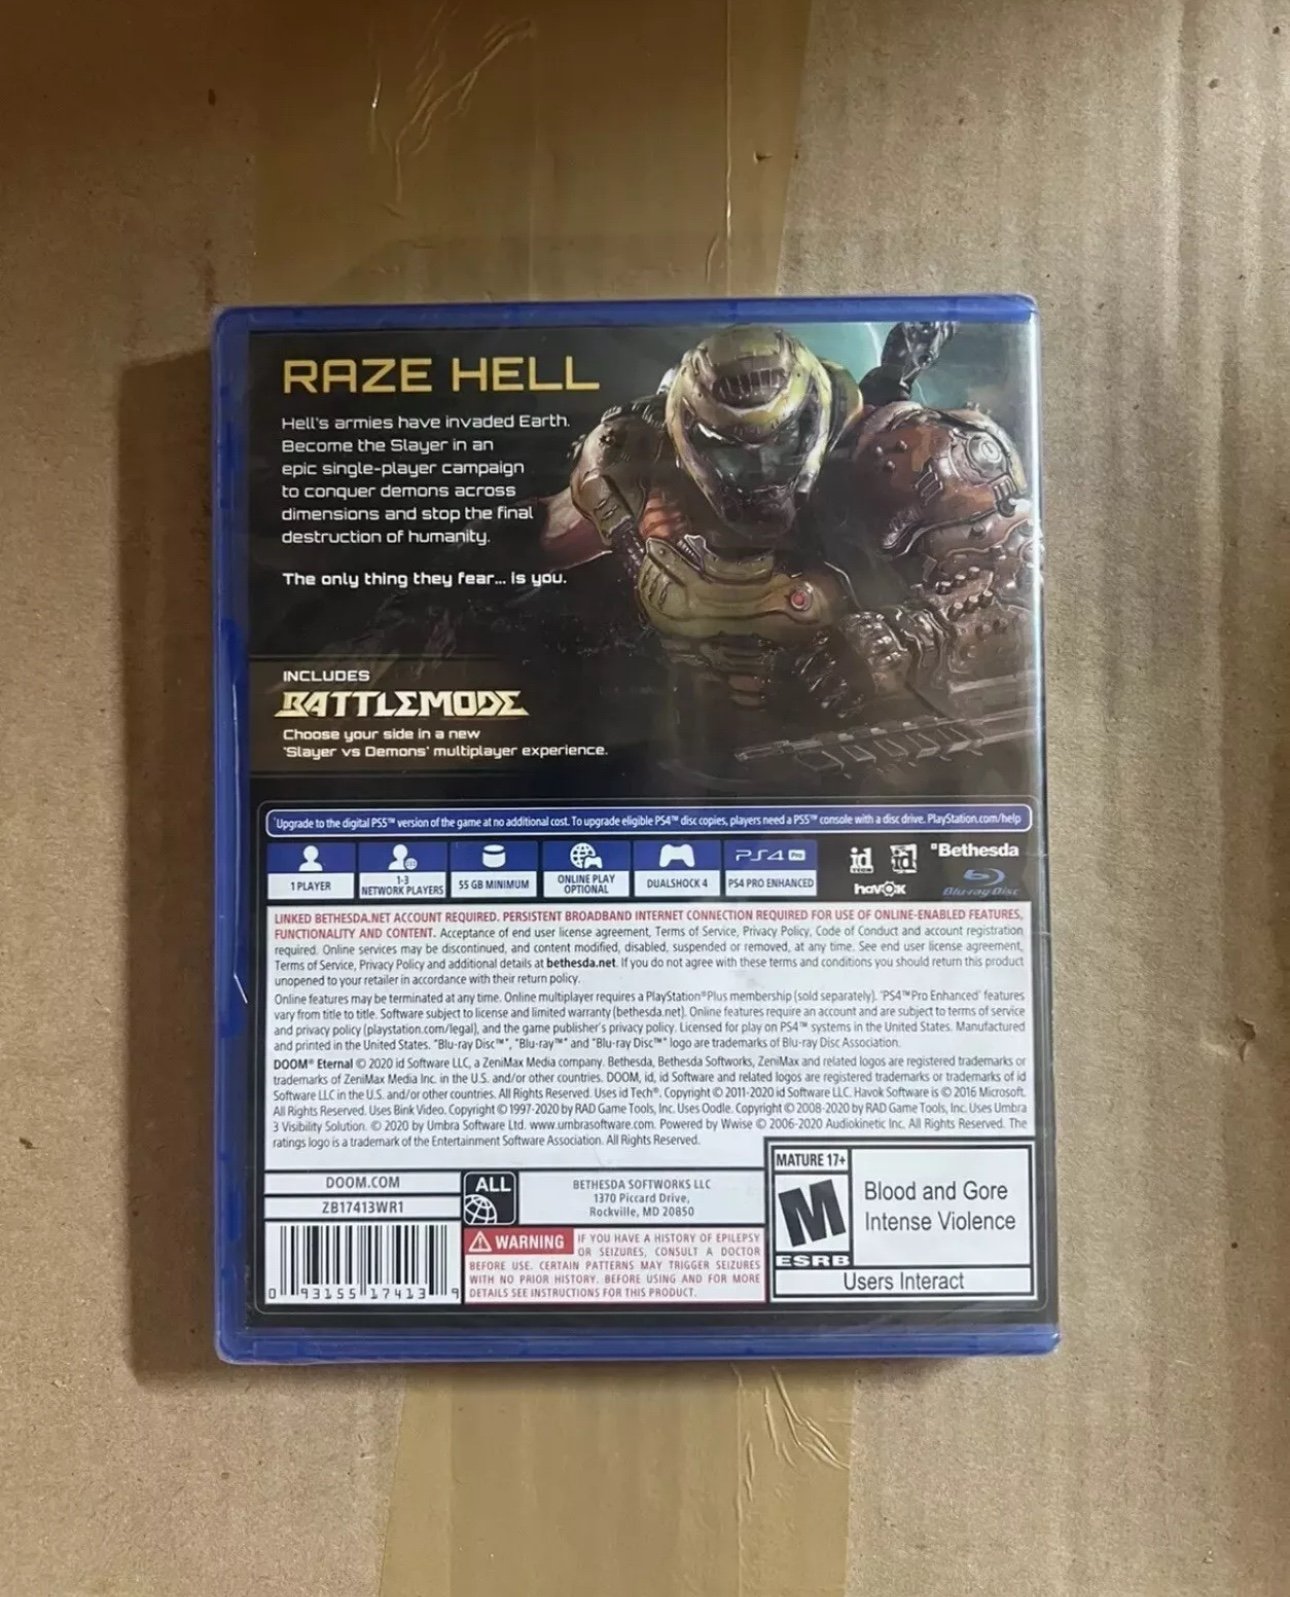 RAZE HELL
Hell's armies have invaded Earth.
Become the Slayer in an
epic single-player campaign
to conquer demons across
dimensions and stop the final
destruction of humanity.
The only thing they fear... is you.
INCLUDES
BATTLEMODE
Choose your side in a new
'Slayer vs Demons' multiplayer experience.
Upgrade to the digital PS5™ version of the game at no additional cost. To upgrade eligible PS4™ disc copies, players need a PS5™ console with a disc drive. PlayStation.com/help
1 PLAYER
1-3
NETWORK PLAYERS
55 GB MINIMUM
ONLINE PLAY
OPTIONAL
DUALSHOCK 4
PS4 Pro
PS4 PRO ENHANCED
id
TECH
id
Bethesda
havok
Blu-ray Disc
LINKED BETHESDA.NET ACCOUNT REQUIRED. PERSISTENT BROADBAND INTERNET CONNECTION REQUIRED FOR USE OF ONLINE-ENABLED FEATURES,
FUNCTIONALITY AND CONTENT. Acceptance of end user license agreement, Terms of Service, Privacy Policy, Code of Conduct and account registration
required. Online services may be discontinued, and content modified, disabled, suspended or removed, at any time. See end user license agreement,
Terms of Service, Privacy Policy and additional details at bethesda.net. If you do not agree with these terms and conditions you should return this product
unopened to your retailer in accordance with their return policy.
Online features may be terminated at any time. Online multiplayer requires a PlayStation®Plus membership (sold separately). 'PS4™Pro Enhanced' features
vary from title to title. Software subject to license and limited warranty (bethesda.net). Online features require an account and are subject to terms of service
and privacy policy (playstation.com/legal), and the game publisher's privacy policy. Licensed for play on PS4™ systems in the United States. Manufactured
and printed in the United States. "Blu-ray Disc™", "Blu-ray™" and "Blu-ray Disc™" logo are trademarks of Blu-ray Disc Association.
DOOM® Eternal © 2020 id Software LLC, a ZeniMax Media company. Bethesda, Bethesda Softworks, ZeniMax and related logos are registered trademarks or
trademarks of ZeniMax Media Inc. in the U.S. and/or other countries. DOOM, id, id Software and related logos are registered trademarks or trademarks of id
Software LLC in the U.S. and/or other countries. All Rights Reserved. Uses id Tech®. Copyright © 2011-2020 id Software LLC. Havok Software is © 2016 Microsoft.
All Rights Reserved. Uses Bink Video. Copyright © 1997-2020 by RAD Game Tools, Inc. Uses Oodle. Copyright © 2008-2020 by RAD Game Tools, Inc. Uses Umbra
3 Visibility Solution. © 2020 by Umbra Software Ltd. www.umbrasoftware.com. Powered by Wwise © 2006-2020 Audiokinetic Inc. All Rights Reserved. The
ratings logo is a trademark of the Entertainment Software Association. All Rights Reserved.
DOOM.COM
ZB17413WR1
0 93155 17413 9
ALL
BETHESDA SOFTWORKS LLC
1370 Piccard Drive,
Rockville, MD 20850
WARNING IF YOU HAVE A HISTORY OF EPILEPSY
OR SEIZURES, CONSULT A DOCTOR
BEFORE USE. CERTAIN PATTERNS MAY TRIGGER SEIZURES
WITH NO PRIOR HISTORY. BEFORE USING AND FOR MORE
DETAILS SEE INSTRUCTIONS FOR THIS PRODUCT.
MATURE 17+
M
ESRB
Blood and Gore
Intense Violence
Users Interact